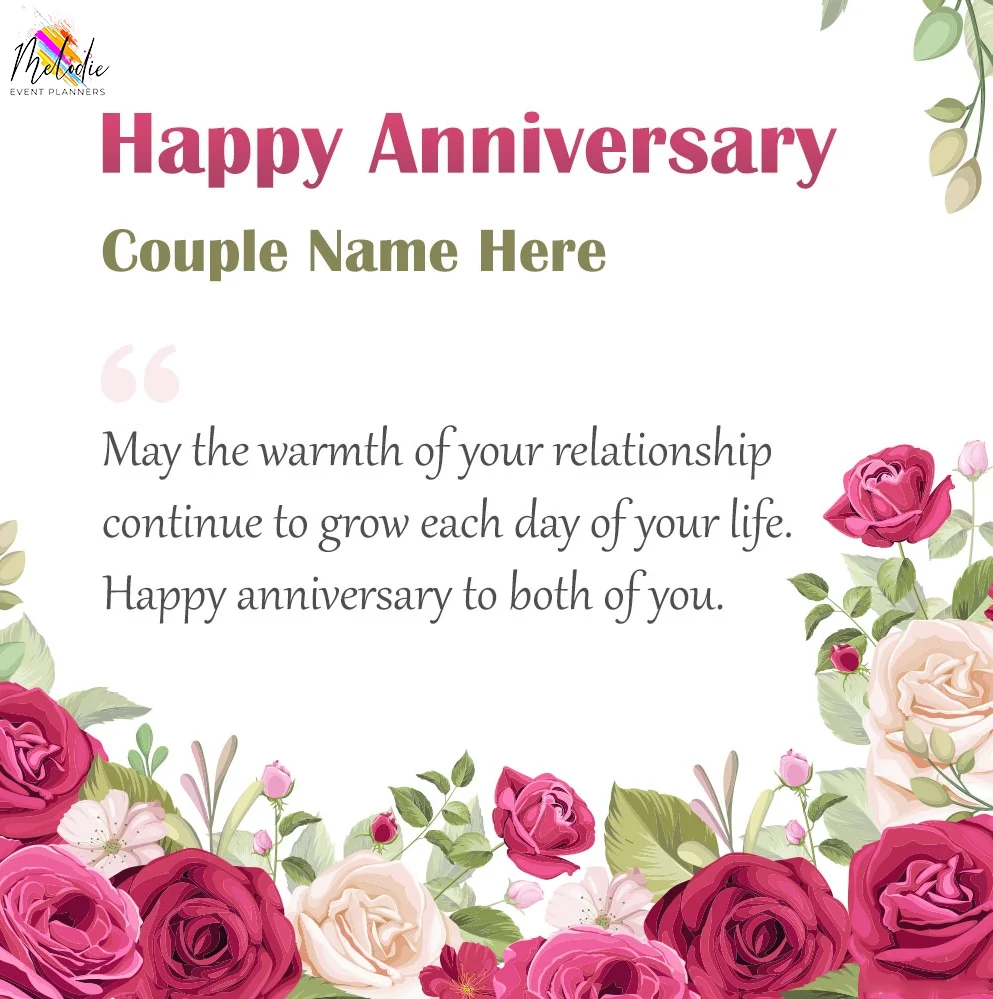 Melodie
EVENT PLANNERS
Happy Anniversary
Couple Name Here
“
May the warmth of your relationship
continue to grow each day of your life.
Happy anniversary to both of you.